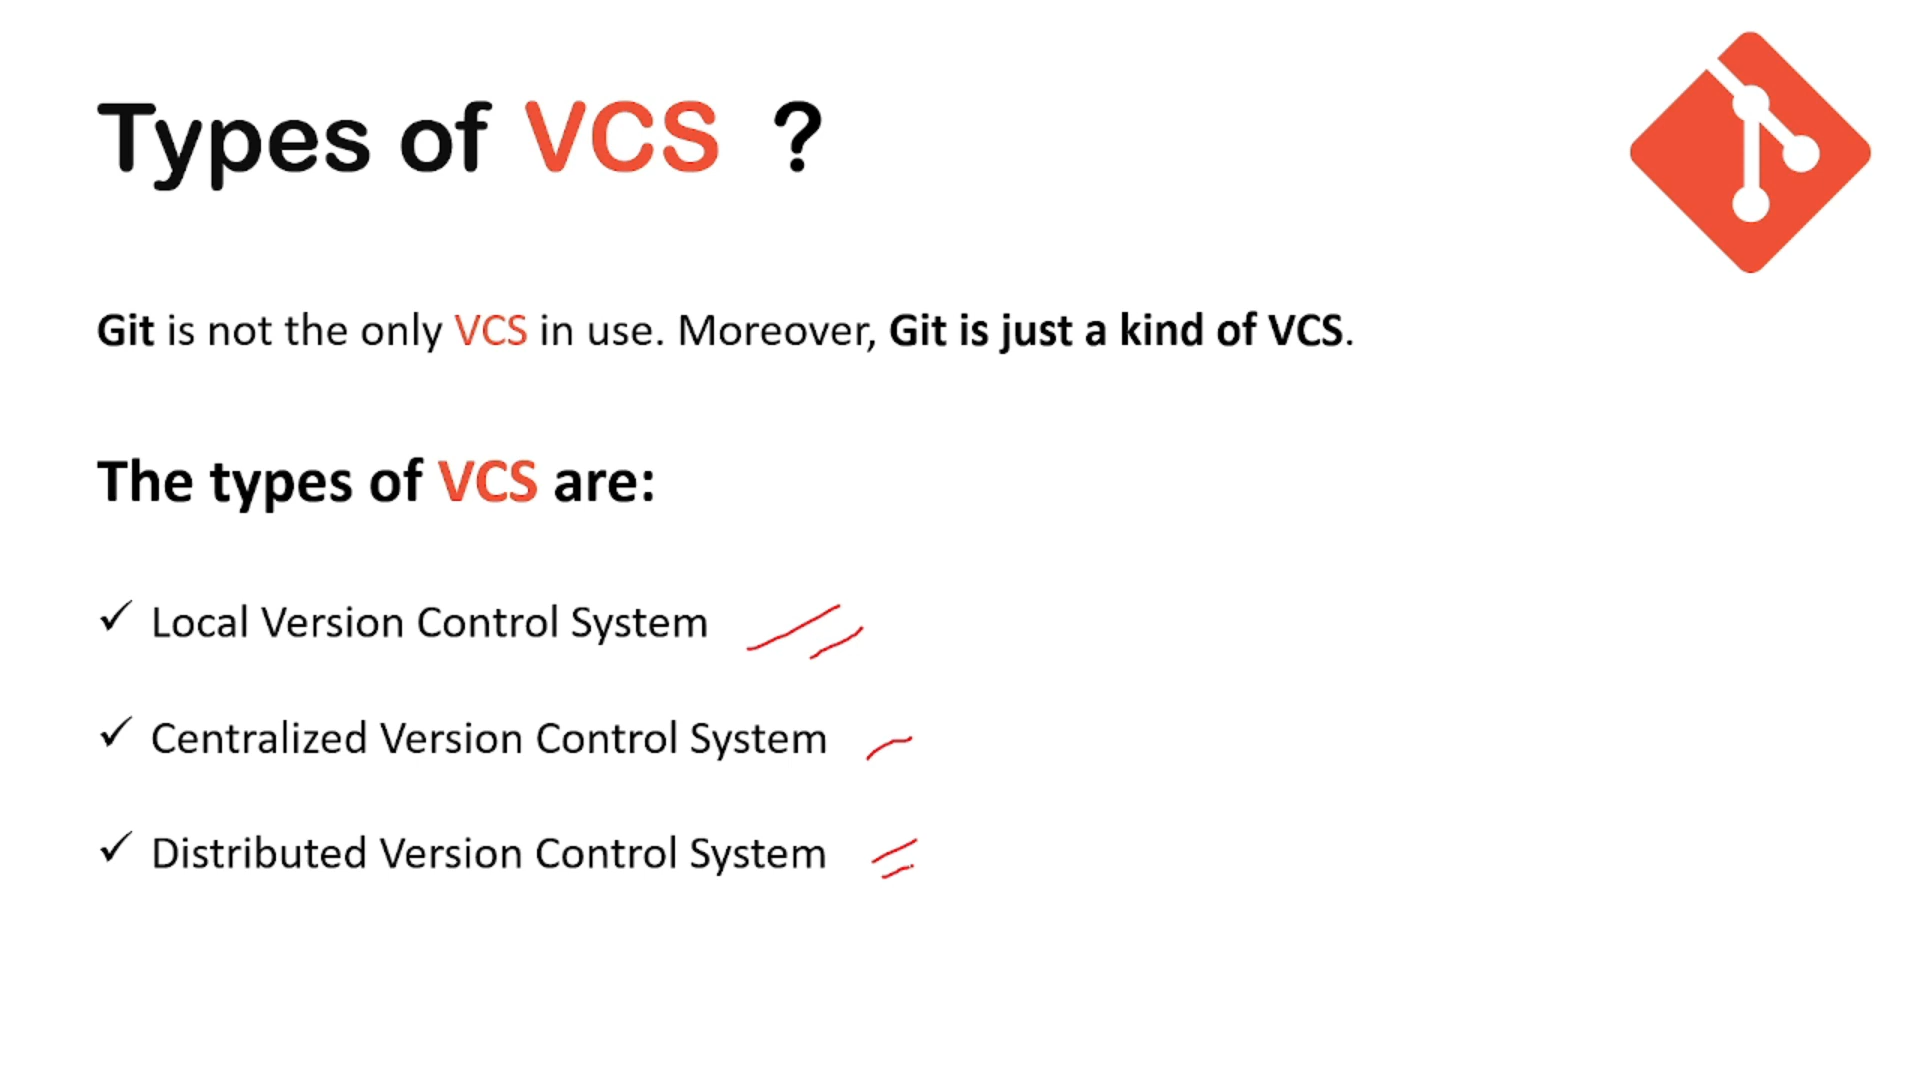 Types of VCS ?
Git is not the only VCS in use. Moreover, Git is just a kind of VCS.
The types of VCS are:
✓ Local Version Control System
✓ Centralized Version Control System
✓ Distributed Version Control System